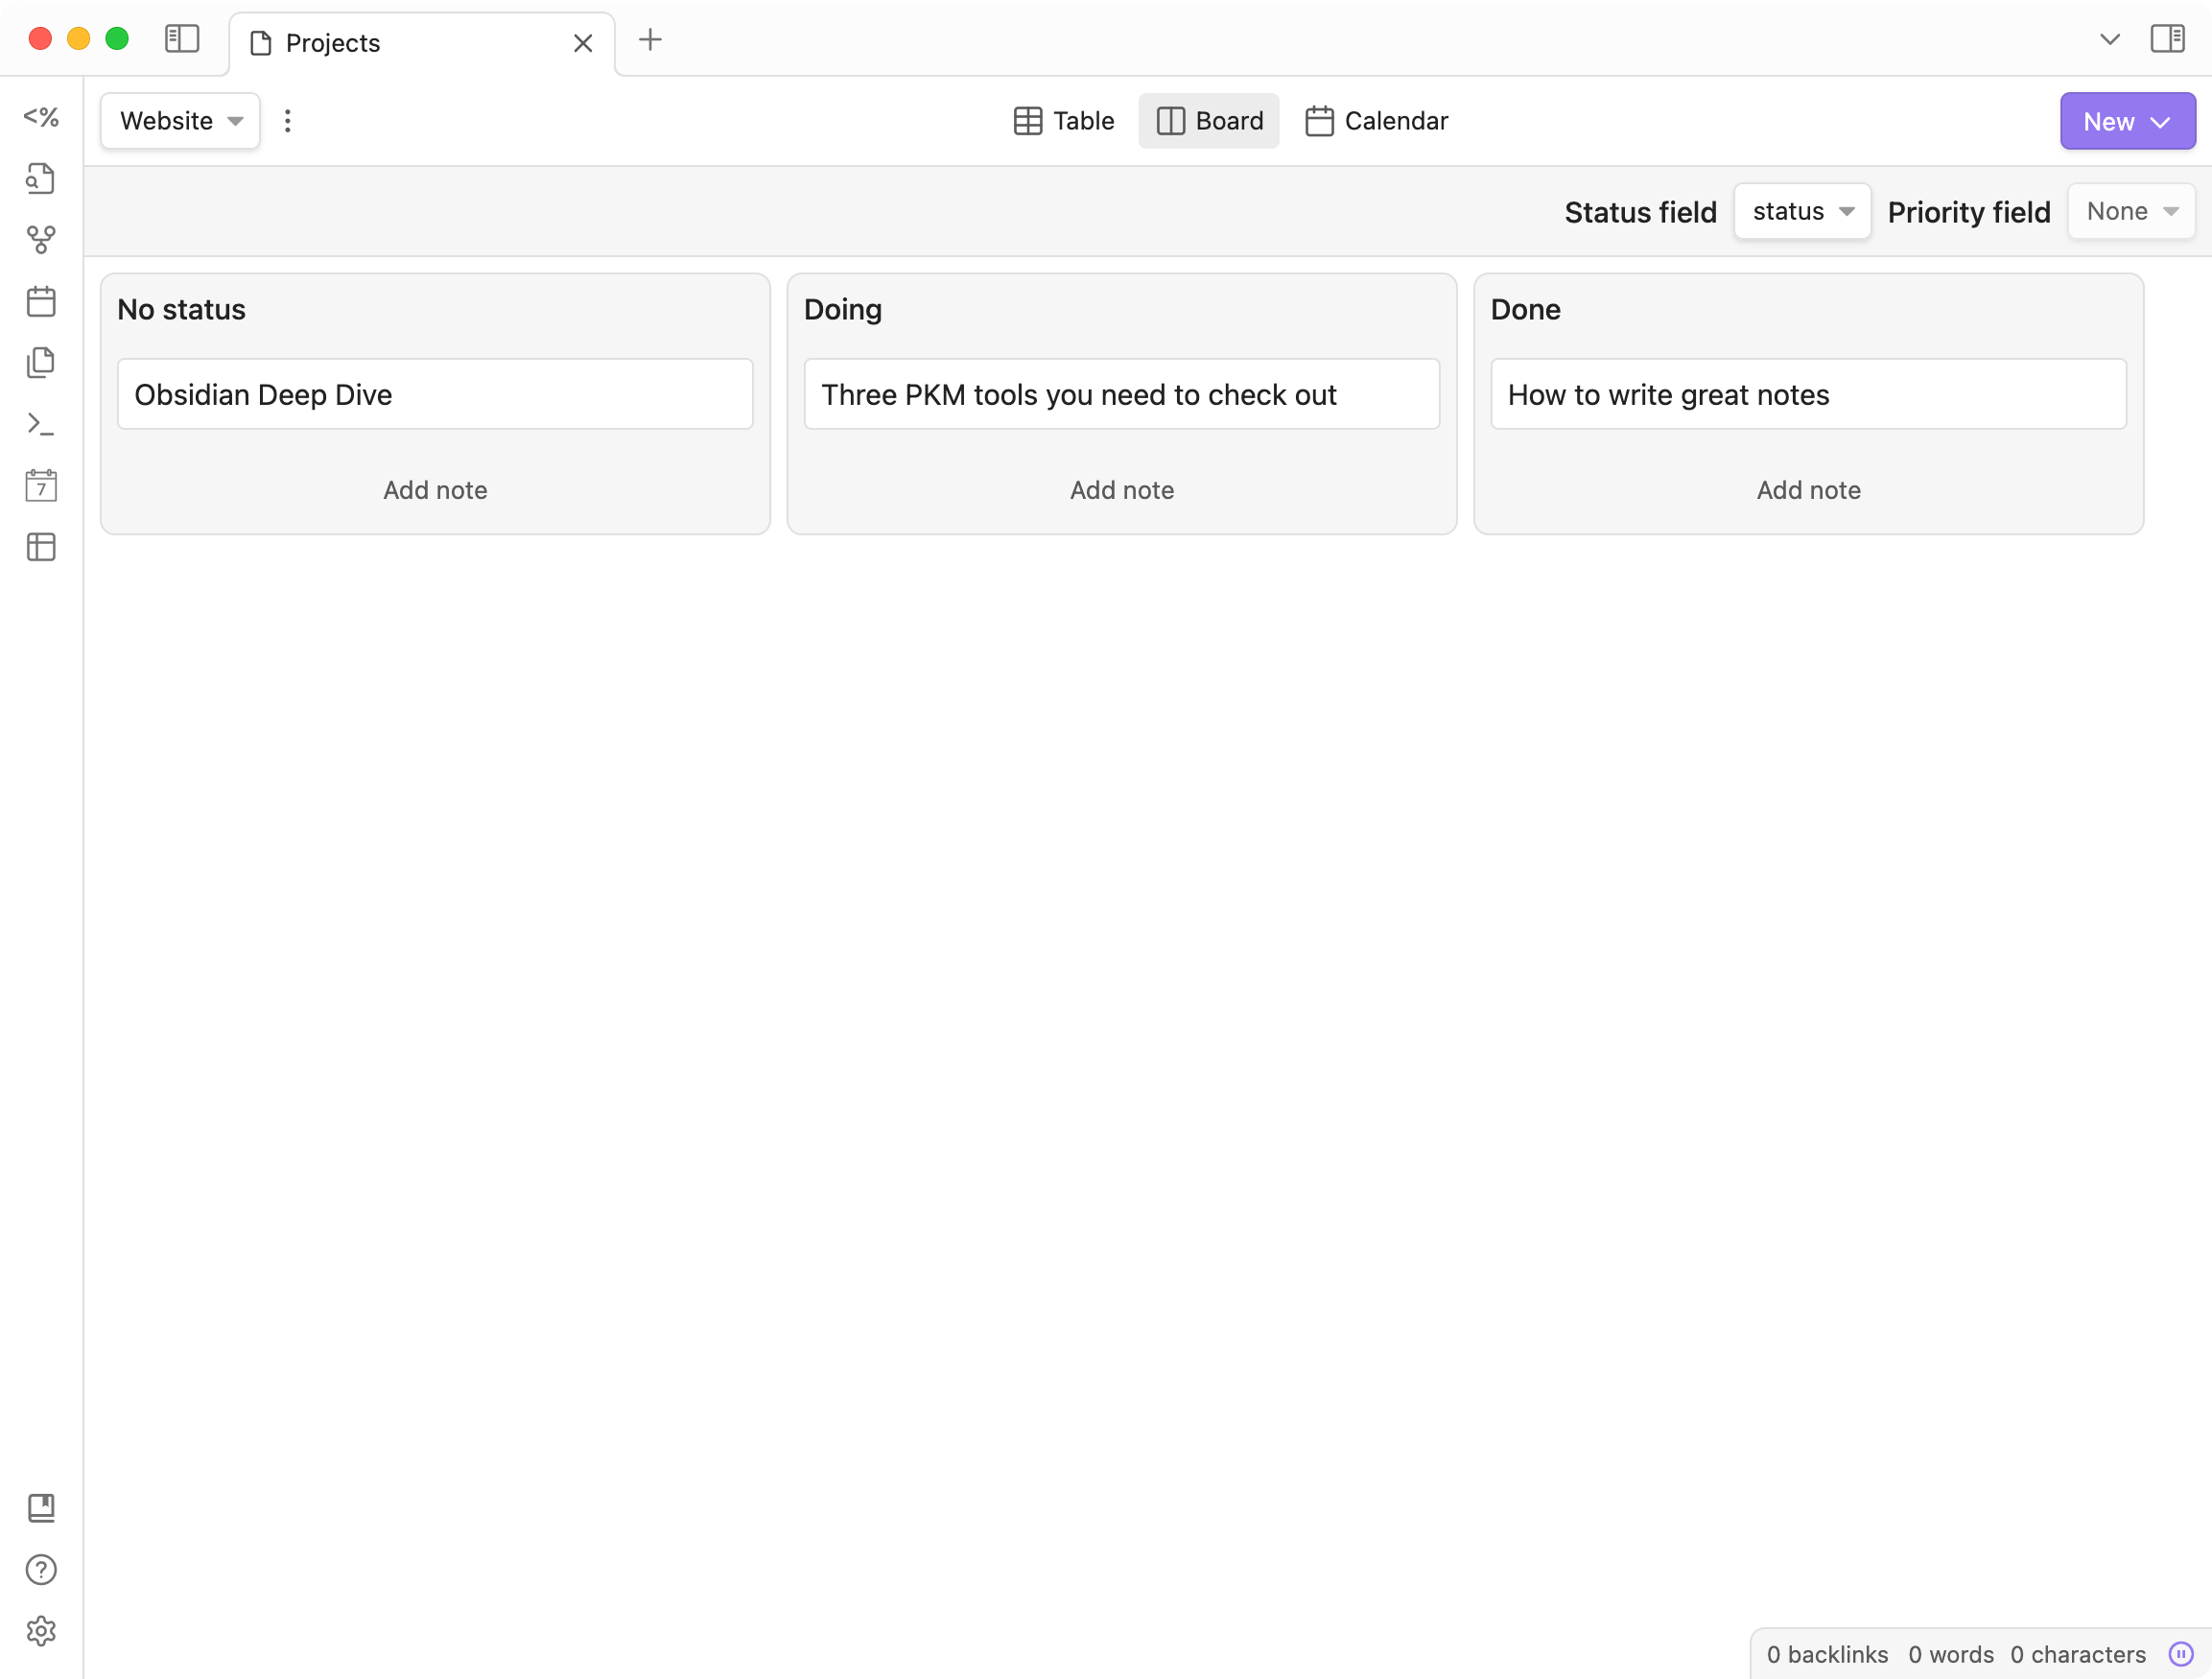 Projects
<%
Website
Table
Board
Calendar
New
Status field
status
Priority field
None
No status
Obsidian Deep Dive
Add note
Doing
Three PKM tools you need to check out
Add note
Done
How to write great notes
Add note
7
0 backlinks 0 words 0 characters